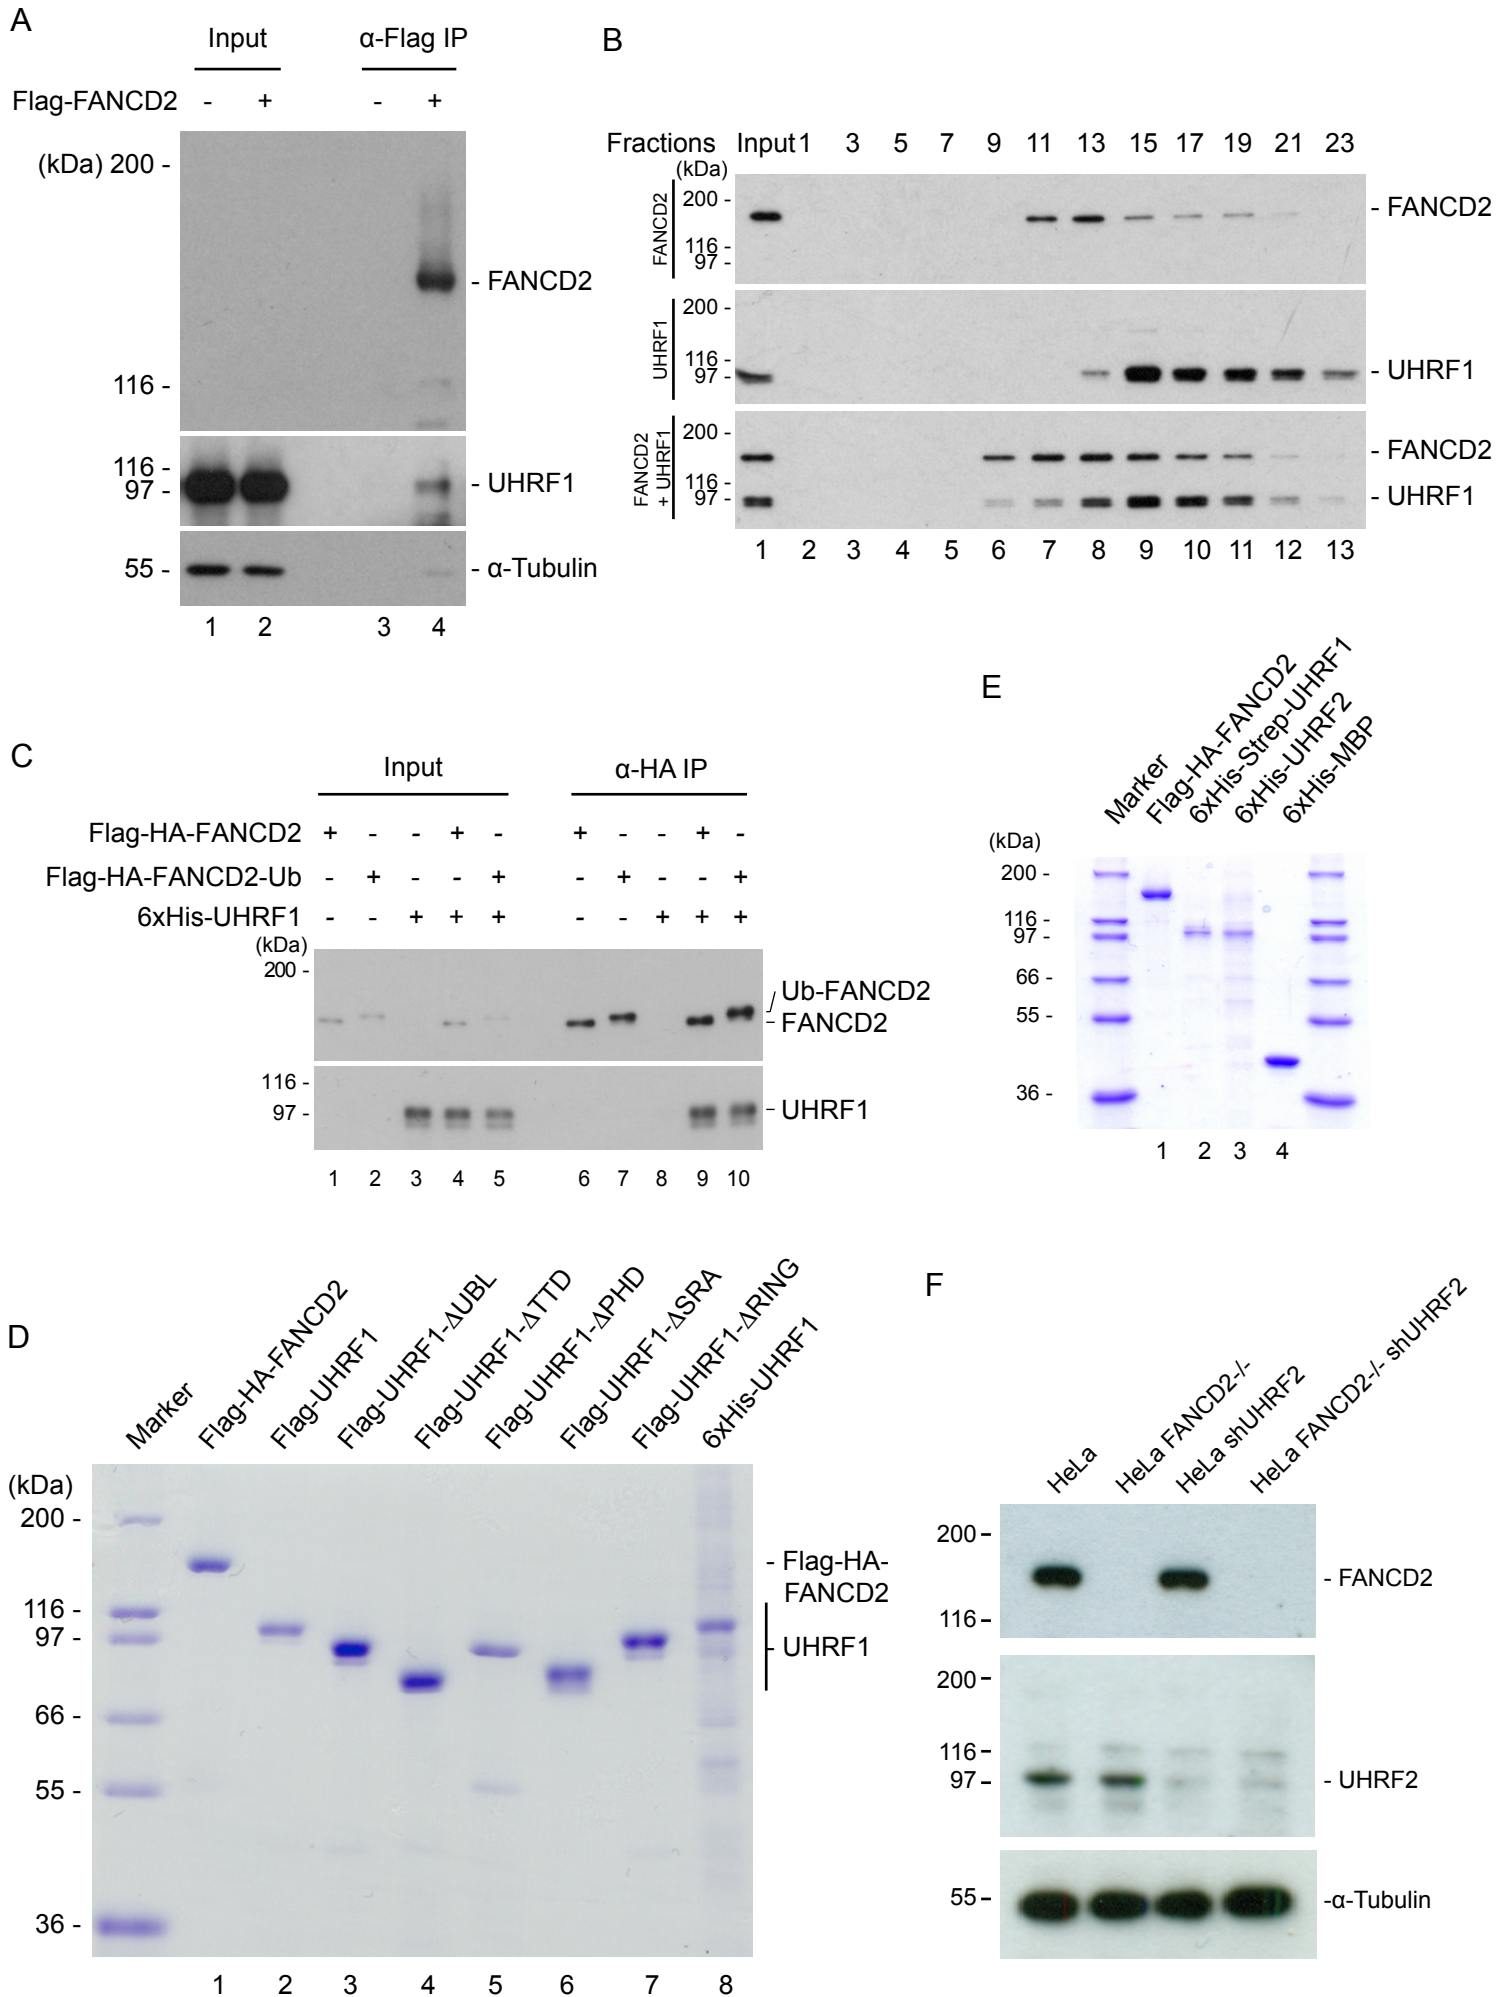 A
Input
α-Flag IP
Flag-FANCD2 - + - +
(kDa) 200 -
- FANCD2
116 -
116 -
97 -
- UHRF1
55 -
- α-Tubulin
1 2 3 4
B
Fractions Input 1 3 5 7 9 11 13 15 17 19 21 23
(kDa)
FANCD2
200 -
116 -
97 -
- FANCD2
UHRF1
200 -
116 -
97 -
- UHRF1
FANCD2
+ UHRF1
200 -
116 -
97 -
- FANCD2
- UHRF1
1 2 3 4 5 6 7 8 9 10 11 12 13
C
Input
α-HA IP
Flag-HA-FANCD2 + - - + - + - - + -
Flag-HA-FANCD2-Ub - + - - + - + - - +
6xHis-UHRF1 - - + + + - - + + +
(kDa)
200 -
Ub-FANCD2
- FANCD2
116 -
97 -
- UHRF1
1 2 3 4 5 6 7 8 9 10
E
Marker
Flag-HA-FANCD2
6xHis-Strep-UHRF1
6xHis-UHRF2
6xHis-MBP
(kDa)
200 -
116 -
97 -
66 -
55 -
36 -
1 2 3 4
D
Marker
Flag-HA-FANCD2
Flag-UHRF1
Flag-UHRF1-ΔUBL
Flag-UHRF1-ΔTTD
Flag-UHRF1-ΔPHD
Flag-UHRF1-ΔSRA
Flag-UHRF1-ΔRING
6xHis-UHRF1
(kDa)
200 -
116 -
97 -
66 -
55 -
36 -
- Flag-HA-
FANCD2
UHRF1
1 2 3 4 5 6 7 8
F
HeLa
HeLa FANCD2-/-
HeLa shUHRF2
HeLa FANCD2-/- shUHRF2
200 -
116 -
- FANCD2
200 -
116 -
97 -
- UHRF2
55 -
-α-Tubulin